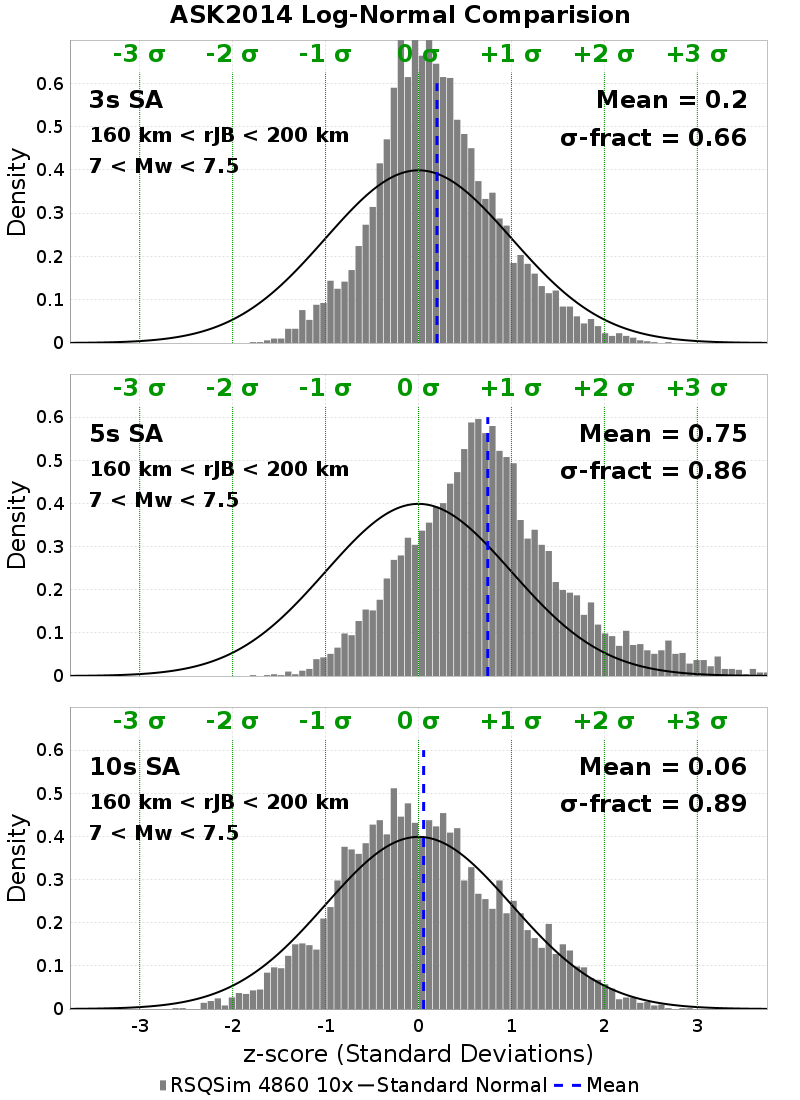 ASK2014 Log-Normal Comparision
-3 σ -2 σ -1 σ 0 σ +1 σ +2 σ +3 σ
0.6
3s SA Mean = 0.2
0.5
160 km < rJB < 200 km σ-fract = 0.66
7 < Mw < 7.5
0.4
0.3
0.2
0.1
0
Density
-3 σ -2 σ -1 σ 0 σ +1 σ +2 σ +3 σ
0.6
5s SA Mean = 0.75
0.5
160 km < rJB < 200 km σ-fract = 0.86
7 < Mw < 7.5
0.4
0.3
0.2
0.1
0
Density
-3 σ -2 σ -1 σ 0 σ +1 σ +2 σ +3 σ
0.6
10s SA Mean = 0.06
0.5
160 km < rJB < 200 km σ-fract = 0.89
7 < Mw < 7.5
0.4
0.3
0.2
0.1
0
Density
-3 -2 -1 0 1 2 3
z-score (Standard Deviations)
RSQSim 4860 10x Standard Normal Mean